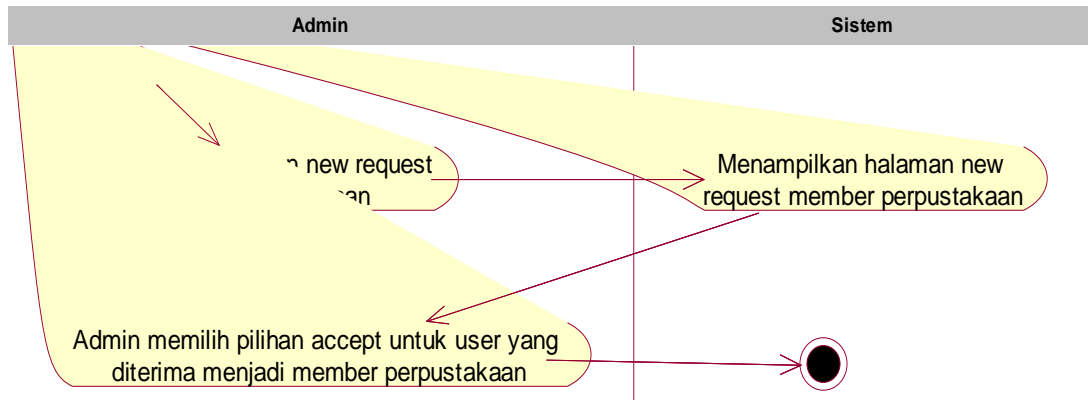 Admin
Sistem
new request
Menampilkan halaman new
request member perpustakaan
Admin memilih pilihan accept untuk user yang
diterima menjadi member perpustakaan